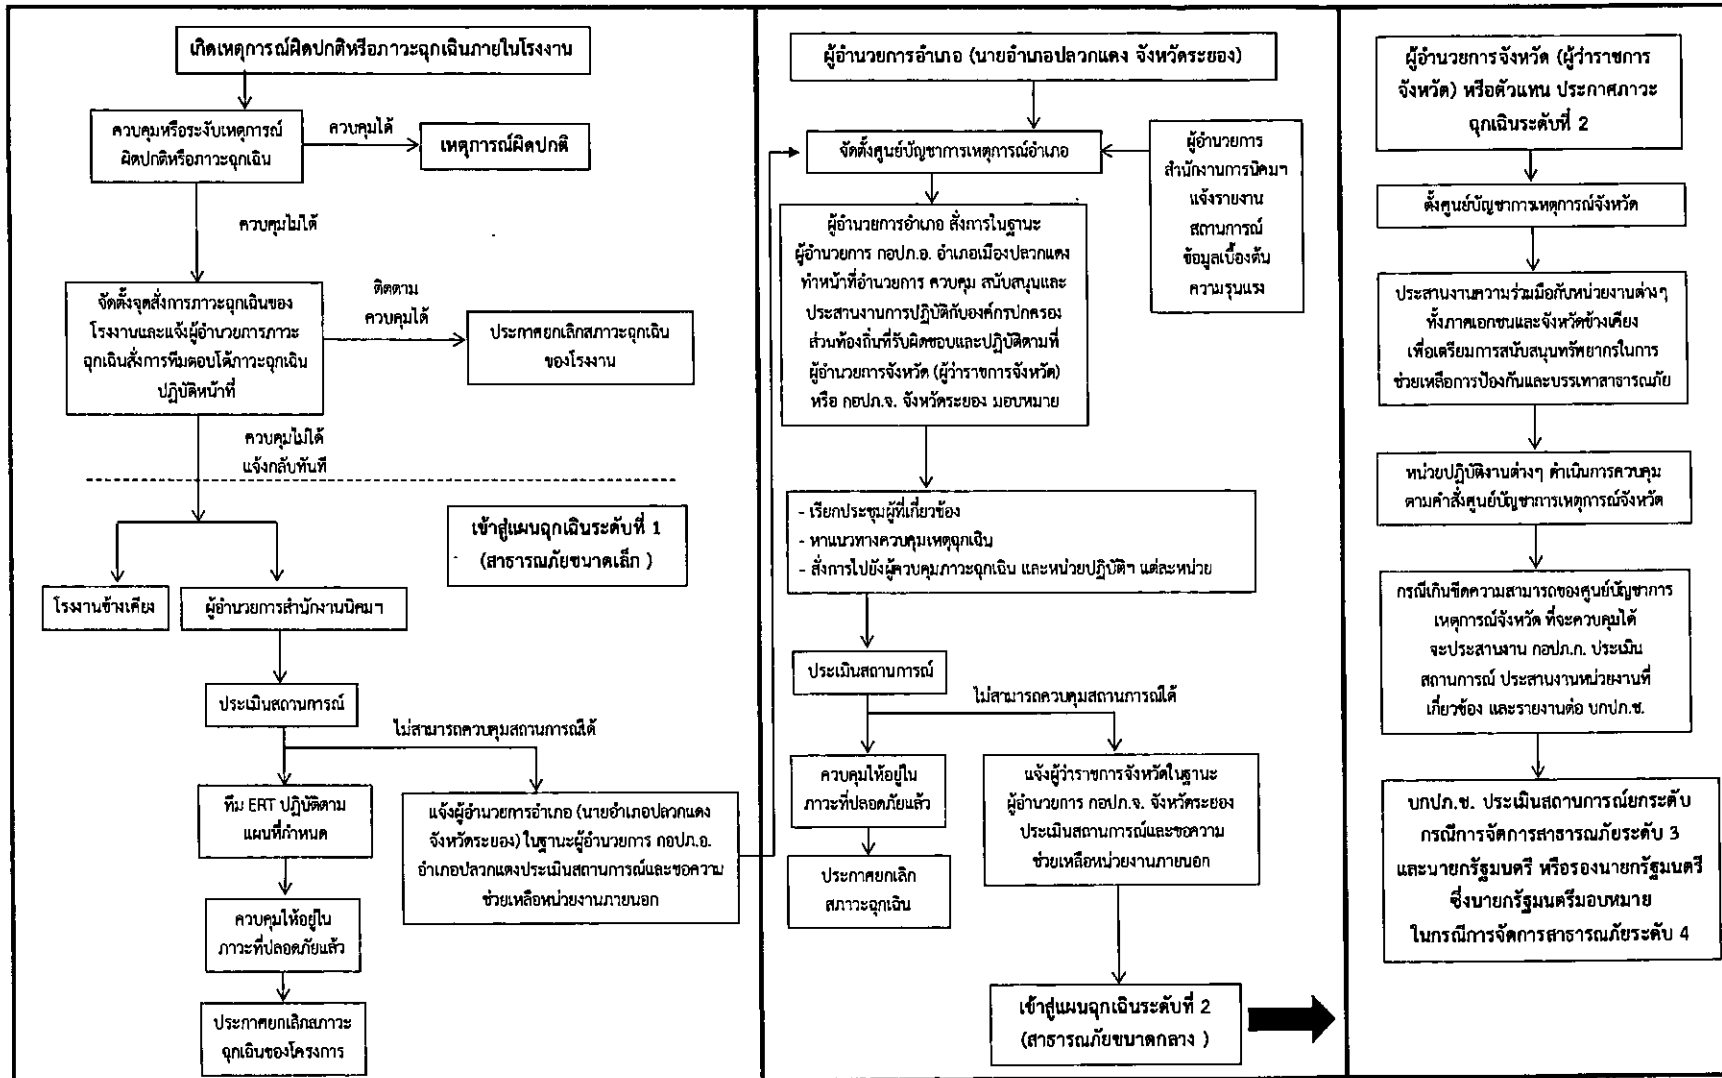 เกิดเหตุการณ์ผิดปกติหรือภาวะฉุกเฉินภายในโรงงาน
ควบคุมหรือระงับเหตุการณ์
ผิดปกติหรือภาวะฉุกเฉิน
ควบคุมได้
เหตุการณ์ผิดปกติ
ควบคุมไม่ได้
จัดตั้งจุดสั่งการภาวะฉุกเฉินของ
โรงงานและแจ้งผู้อำนวยการภาวะ
ฉุกเฉินสั่งการทีมตอบโต้ภาวะฉุกเฉิน
ปฏิบัติหน้าที่
ติดตาม
ควบคุมได้
ประกาศยกเลิกสภาวะฉุกเฉิน
ของโรงงาน
ควบคุมไม่ได้
แจ้งกลับทันที
เข้าสู่แผนฉุกเฉินระดับที่ 1
(สาธารณภัยขนาดเล็ก )
โรงงานข้างเคียง
ผู้อำนวยการสำนักงานนิคมฯ
ประเมินสถานการณ์
ไม่สามารถควบคุมสถานการณ์ได้
ทีม ERT ปฏิบัติตาม
แผนที่กำหนด
แจ้งผู้อำนวยการอำเภอ (นายอำเภอปลวกแดง
จังหวัดระยอง) ในฐานะผู้อำนวยการ กอปภ.อ.
อำเภอปลวกแดงประเมินสถานการณ์และขอความ
ช่วยเหลือหน่วยงานภายนอก
ควบคุมให้อยู่ใน
ภาวะที่ปลอดภัยแล้ว
ประกาศยกเลิกสภาวะ
ฉุกเฉินของโครงการ
ผู้อำนวยการอำเภอ (นายอำเภอปลวกแดง จังหวัดระยอง)
จัดตั้งศูนย์บัญชาการเหตุการณ์อำเภอ
ผู้อำนวยการ
สำนักงานการนิคมฯ
แจ้งรายงาน
สถานการณ์
ข้อมูลเบื้องต้น
ความรุนแรง
ผู้อำนวยการอำเภอ สั่งการในฐานะ
ผู้อำนวยการ กอปภ.อ. อำเภอเมืองปลวกแดง
ทำหน้าที่อำนวยการ ควบคุม สนับสนุนและ
ประสานงานการปฏิบัติกับองค์กรปกครอง
ส่วนท้องถิ่นที่รับผิดชอบและปฏิบัติตามที่
ผู้อำนวยการจังหวัด (ผู้ว่าราชการจังหวัด)
หรือ กอปภ.จ. จังหวัดระยอง มอบหมาย
- เรียกประชุมผู้ที่เกี่ยวข้อง
- หาแนวทางควบคุมเหตุฉุกเฉิน
- สั่งการไปยังผู้ควบคุมภาวะฉุกเฉิน และหน่วยปฏิบัติฯ แต่ละหน่วย
ประเมินสถานการณ์
ไม่สามารถควบคุมสถานการณ์ได้
ควบคุมให้อยู่ใน
ภาวะที่ปลอดภัยแล้ว
ประกาศยกเลิก
สภาวะฉุกเฉิน
แจ้งผู้ว่าราชการจังหวัดในฐานะ
ผู้อำนวยการ กอปภ.จ. จังหวัดระยอง
ประเมินสถานการณ์และขอความ
ช่วยเหลือหน่วยงานภายนอก
เข้าสู่แผนฉุกเฉินระดับที่ 2
(สาธารณภัยขนาดกลาง )
ผู้อำนวยการจังหวัด (ผู้ว่าราชการ
จังหวัด) หรือตัวแทน ประกาศภาวะ
ฉุกเฉินระดับที่ 2
ตั้งศูนย์บัญชาการเหตุการณ์จังหวัด
ประสานงานความร่วมมือกับหน่วยงานต่างๆ
ทั้งภาคเอกชนและจังหวัดข้างเคียง
เพื่อเตรียมการสนับสนุนทรัพยากรในการ
ช่วยเหลือการป้องกันและบรรเทาสาธารณภัย
หน่วยปฏิบัติงานต่างๆ ดำเนินการควบคุม
ตามคำสั่งศูนย์บัญชาการเหตุการณ์จังหวัด
กรณีเกินขีดความสามารถของศูนย์บัญชาการ
เหตุการณ์จังหวัด ที่จะควบคุมได้
จะประสานงาน กอปภ.ก. ประเมิน
สถานการณ์ ประสานงานหน่วยงานที่
เกี่ยวข้อง และรายงานต่อ บกปภ.ช.
บกปภ.ช. ประเมินสถานการณ์ยกระดับ
กรณีการจัดการสาธารณภัยระดับ 3
และนายกรัฐมนตรี หรือรองนายกรัฐมนตรี
ซึ่งนายกรัฐมนตรีมอบหมาย
ในกรณีการจัดการสาธารณภัยระดับ 4